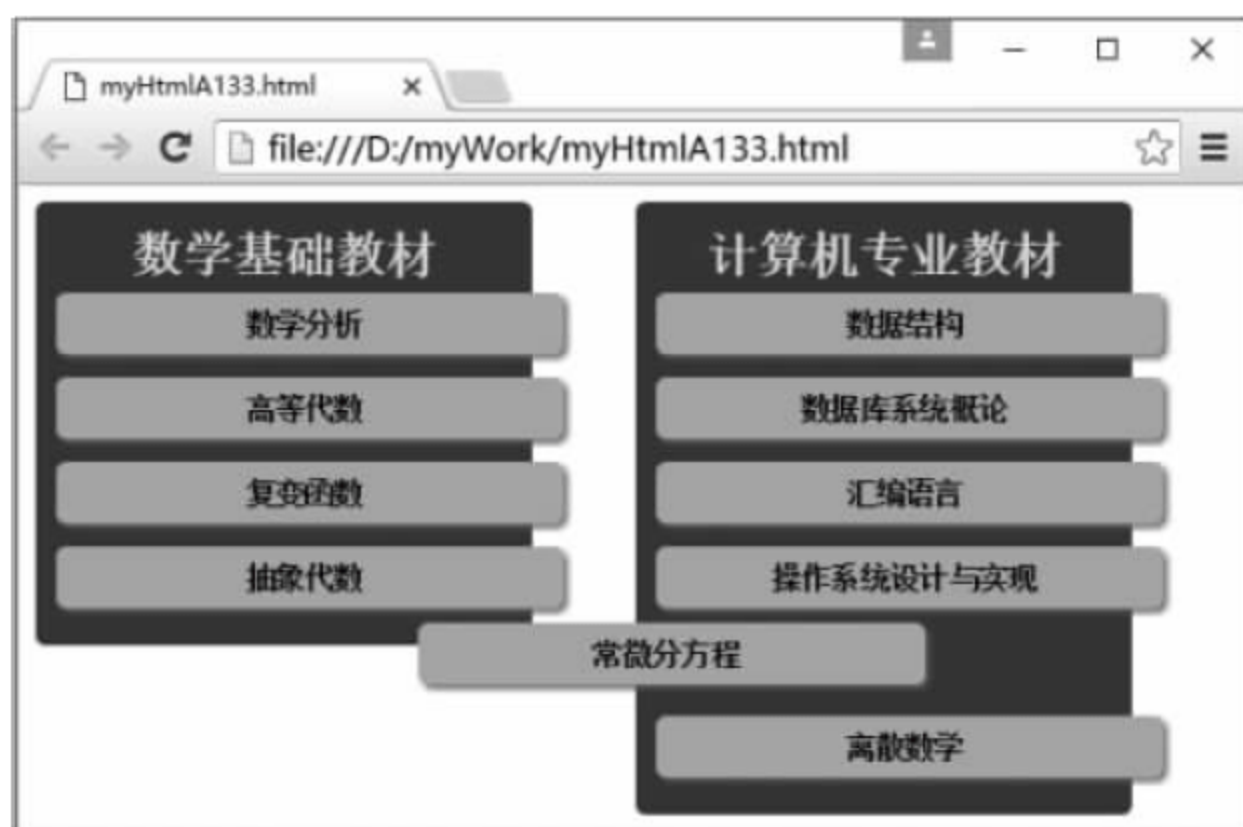 myHtmlA133.html
file:///D:/myWork/myHtmlA133.html
数学基础教材
数学分析
高等代数
复变函数
抽象代数
计算机专业教材
数据结构
数据库系统概论
汇编语言
操作系统设计与实现
常微分方程
离散数学